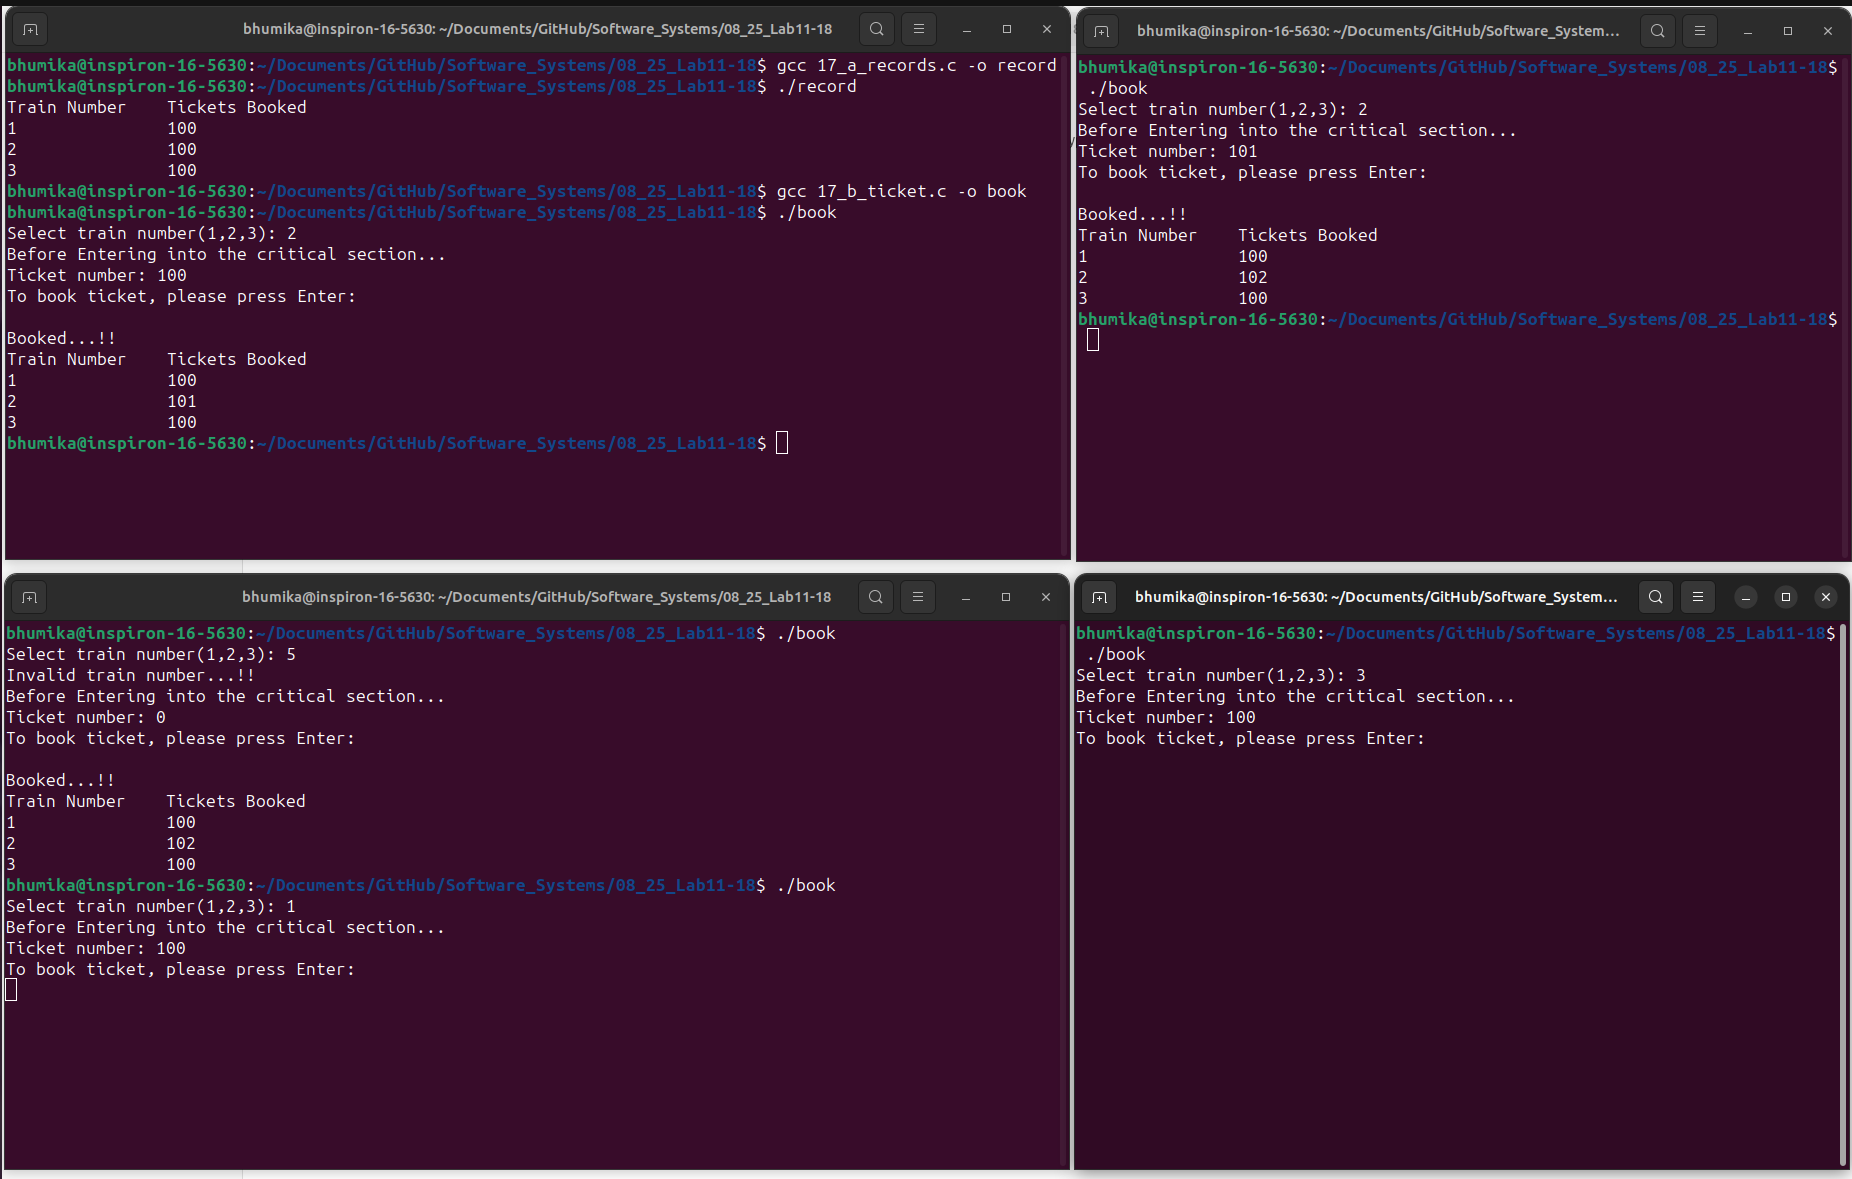 bhumika@inspiron-16-5630: ~/Documents/GitHub/Software_Systems/08_25_Lab11-18
bhumika@inspiron-16-5630:~/Documents/GitHub/Software_Systems/08_25_Lab11-18$ gcc 17_a_records.c -o record
bhumika@inspiron-16-5630:~/Documents/GitHub/Software_Systems/08_25_Lab11-18$ ./record
Train Number    Tickets Booked
1               100
2               100
3               100
bhumika@inspiron-16-5630:~/Documents/GitHub/Software_Systems/08_25_Lab11-18$ gcc 17_b_ticket.c -o book
bhumika@inspiron-16-5630:~/Documents/GitHub/Software_Systems/08_25_Lab11-18$ ./book
Select train number(1,2,3): 2
Before Entering into the critical section...
Ticket number: 100
To book ticket, please press Enter:
Booked...!!
Train Number    Tickets Booked
1               100
2               101
3               100
bhumika@inspiron-16-5630:~/Documents/GitHub/Software_Systems/08_25_Lab11-18$
bhumika@inspiron-16-5630: ~/Documents/GitHub/Software_System...
bhumika@inspiron-16-5630:~/Documents/GitHub/Software_Systems/08_25_Lab11-18$
./book
Select train number(1,2,3): 2
Before Entering into the critical section...
Ticket number: 101
To book ticket, please press Enter:
Booked...!!
Train Number    Tickets Booked
1               100
2               102
3               100
bhumika@inspiron-16-5630:~/Documents/GitHub/Software_Systems/08_25_Lab11-18$
bhumika@inspiron-16-5630: ~/Documents/GitHub/Software_Systems/08_25_Lab11-18
bhumika@inspiron-16-5630:~/Documents/GitHub/Software_Systems/08_25_Lab11-18$ ./book
Select train number(1,2,3): 5
Invalid train number...!!
Before Entering into the critical section...
Ticket number: 0
To book ticket, please press Enter:
Booked...!!
Train Number    Tickets Booked
1               100
2               102
3               100
bhumika@inspiron-16-5630:~/Documents/GitHub/Software_Systems/08_25_Lab11-18$ ./book
Select train number(1,2,3): 1
Before Entering into the critical section...
Ticket number: 100
To book ticket, please press Enter:
bhumika@inspiron-16-5630: ~/Documents/GitHub/Software_System...
bhumika@inspiron-16-5630:~/Documents/GitHub/Software_Systems/08_25_Lab11-18$
./book
Select train number(1,2,3): 3
Before Entering into the critical section...
Ticket number: 100
To book ticket, please press Enter: